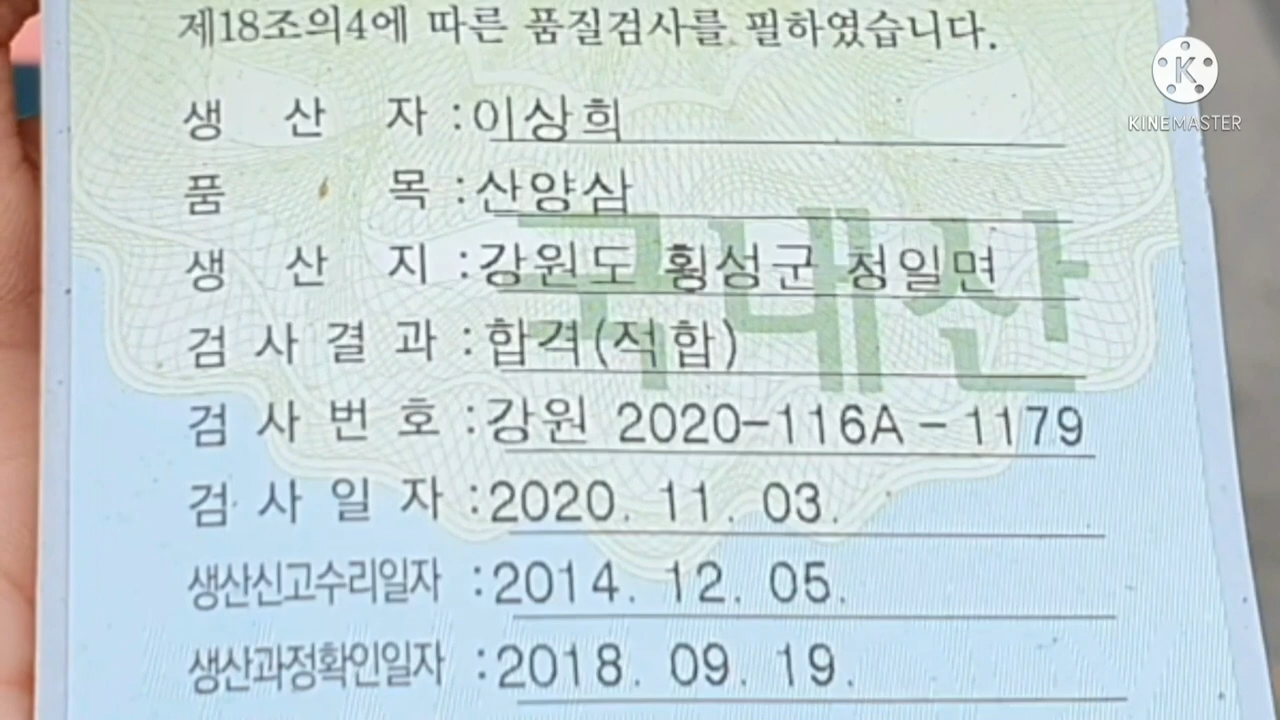 제18조의4에 따른 품질검사를 필하였습니다.
생 산 자 : 이상희
품 목 : 산양삼
생 산 지 : 강원도 횡성군 청일면
검 사 결 과 : 합격(적합)
검 사 번 호 : 강원 2020-116A-1179
검 사 일 자 : 2020. 11. 03.
생산신고수리일자 : 2014. 12. 05.
생산과정확인일자 : 2018. 09. 19.
국내산
K
KINEMASTER